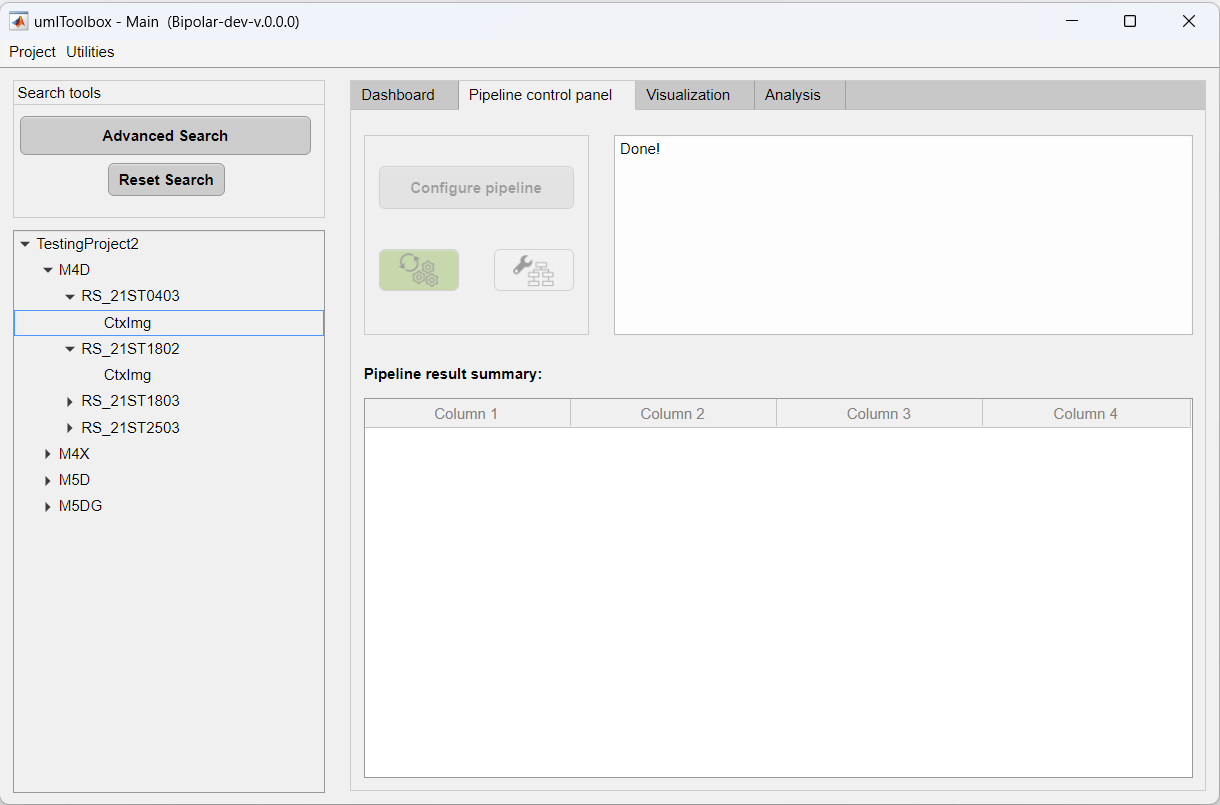 umIToolbox - Main  (Bipolar-dev-v.0.0.0)
Project  Utilities
Search tools
Advanced Search
Reset Search
TestingProject2
M4D
RS_21ST0403
CtxImg
RS_21ST1802
CtxImg
RS_21ST1803
RS_21ST2503
M4X
M5D
M5DG
Dashboard  Pipeline control panel  Visualization  Analysis
Configure pipeline
Done!
Pipeline result summary:
Column 1  Column 2  Column 3  Column 4